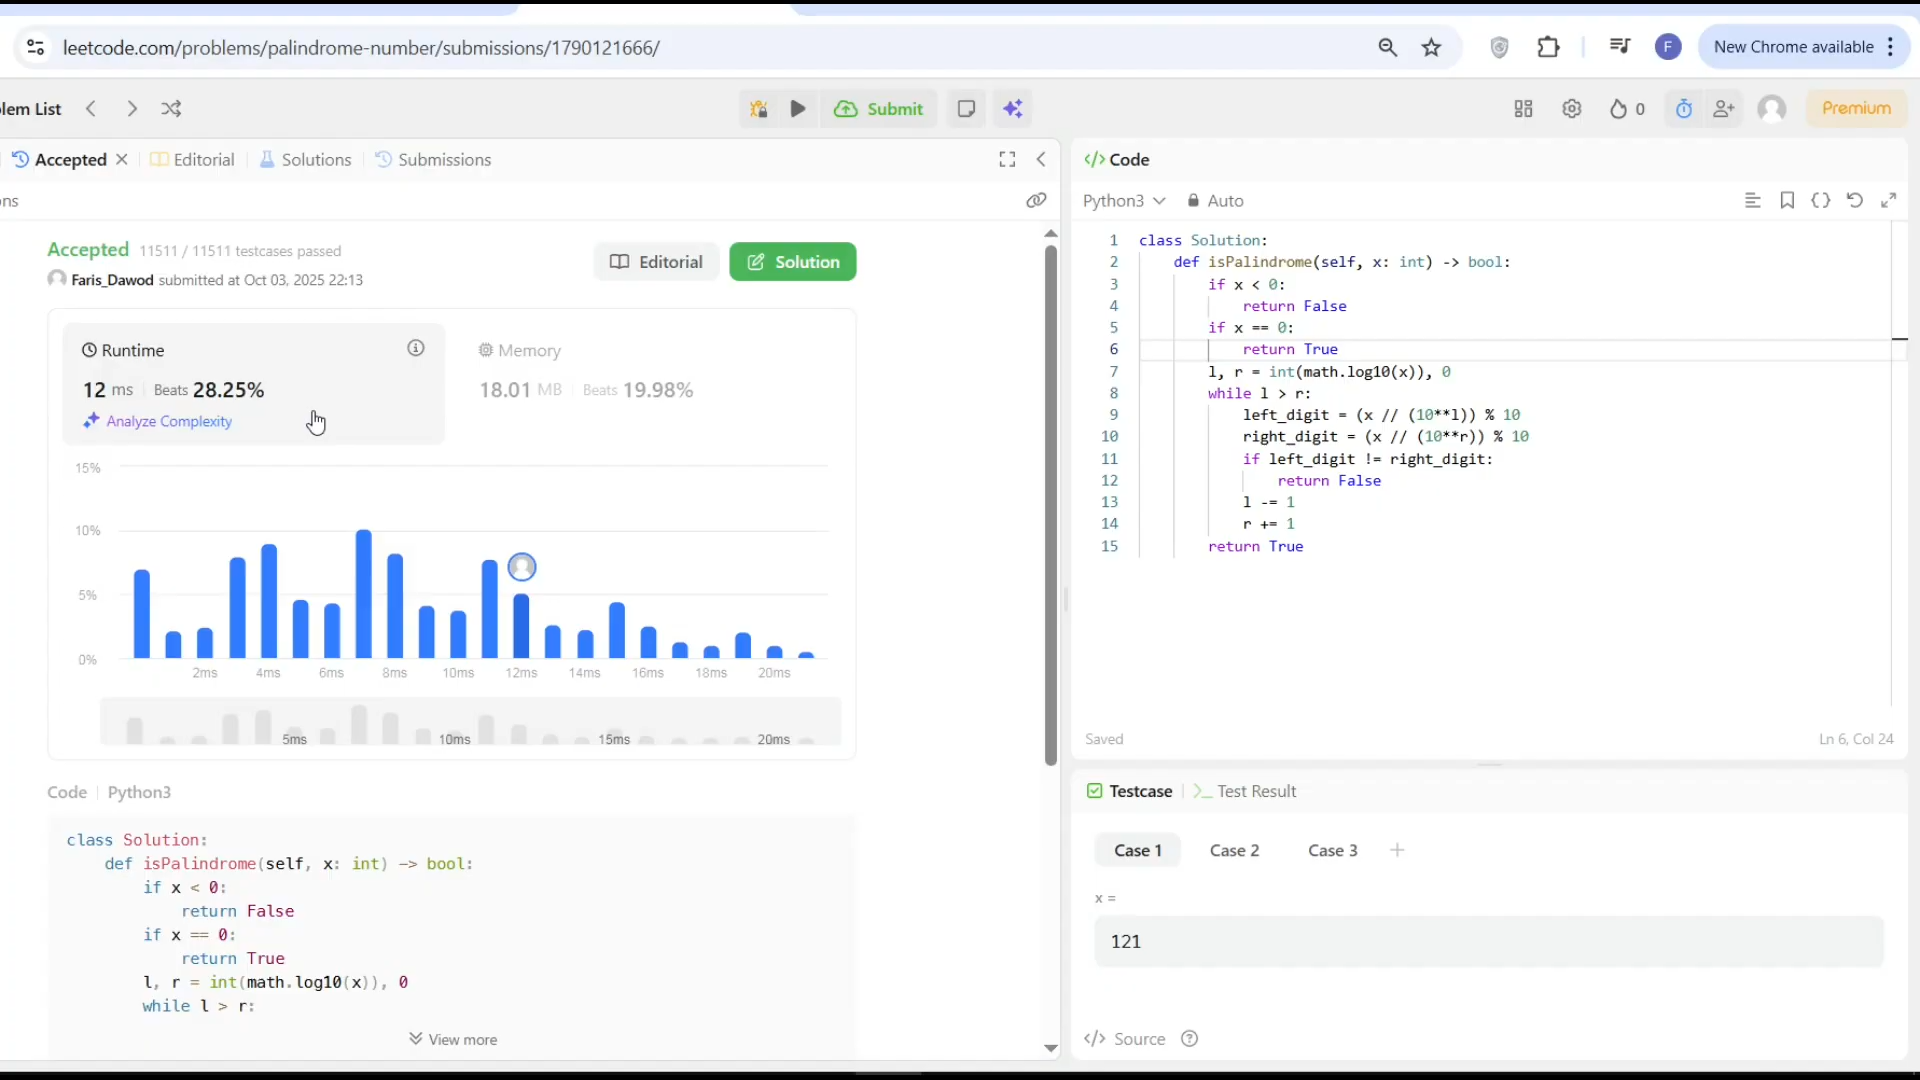 leetcode.com/problems/palindrome-number/submissions/1790121666/
F
New Chrome available
lem List
Submit
0
Premium
Accepted
Editorial
Solutions
Submissions
ns
Accepted 11511 / 11511 testcases passed
Faris_Dawod submitted at Oct 03, 2025 22:13
Editorial
Solution
Runtime
12 ms Beats 28.25%
Analyze Complexity
Memory
18.01 MB Beats 19.98%
15%
10%
5%
0%
2ms 4ms 6ms 8ms 10ms 12ms 14ms 16ms 18ms 20ms
5ms 10ms 15ms 20ms
Code Python3
class Solution:
    def isPalindrome(self, x: int) -> bool:
        if x < 0:
            return False
        if x == 0:
            return True
        l, r = int(math.log10(x)), 0
        while l > r:
View more
</> Code
Python3
Auto
1 class Solution:
2     def isPalindrome(self, x: int) -> bool:
3         if x < 0:
4             return False
5         if x == 0:
6             return True
7         l, r = int(math.log10(x)), 0
8         while l > r:
9             left_digit = (x // (10**l)) % 10
10             right_digit = (x // (10**r)) % 10
11             if left_digit != right_digit:
12                 return False
13             l -= 1
14             r += 1
15         return True
Saved
Ln 6, Col 24
Testcase
>_ Test Result
Case 1 Case 2 Case 3 +
x =
121
</> Source ?